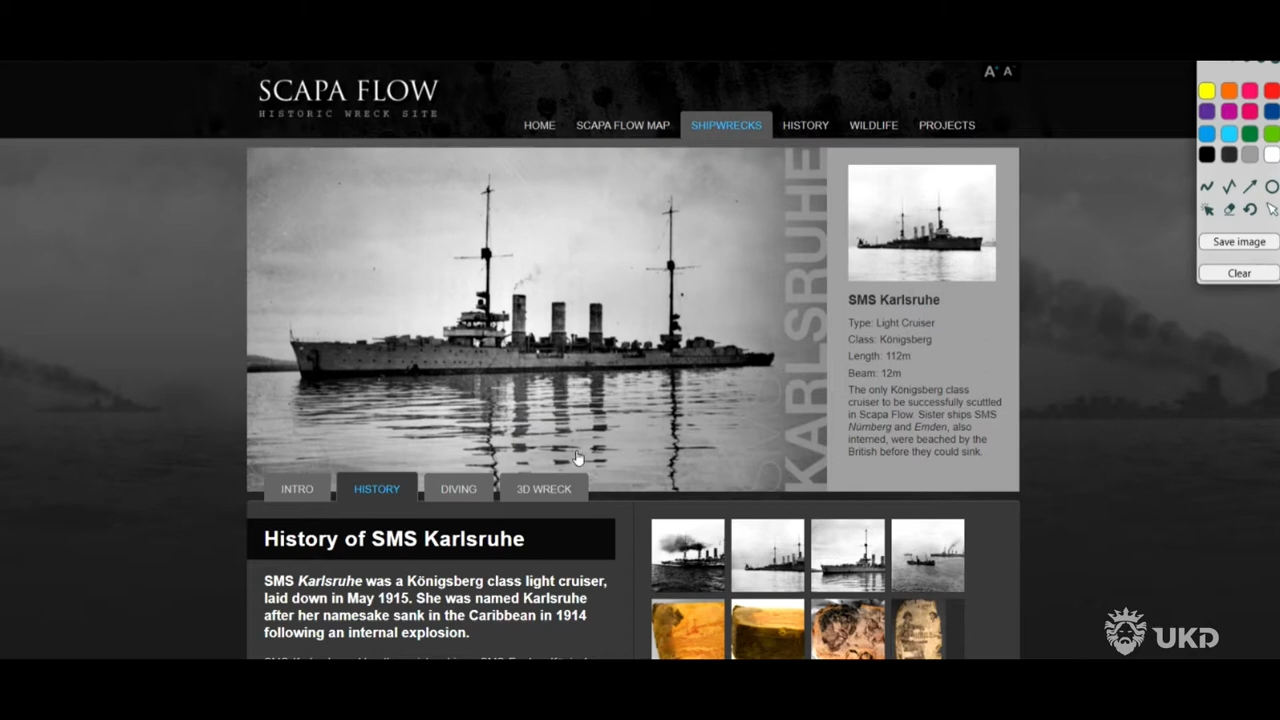 A+ A-
SCAPA FLOW
HISTORIC WRECK SITE
HOME SCAPA FLOW MAP SHIPWRECKS HISTORY WILDLIFE PROJECTS
KARLSRUHE
SMS Karlsruhe
Type: Light Cruiser
Class: Königsberg
Length: 112m
Beam: 12m
The only Königsberg class
cruiser to be successfully scuttled
in Scapa Flow. Sister ships SMS
Nürnberg and Emden, also
interned, were beached by the
British before they could sink.
Save image
Clear
INTRO HISTORY DIVING 3D WRECK
History of SMS Karlsruhe
SMS Karlsruhe was a Königsberg class light cruiser,
laid down in May 1915. She was named Karlsruhe
after her namesake sank in the Caribbean in 1914
following an internal explosion.
UKD